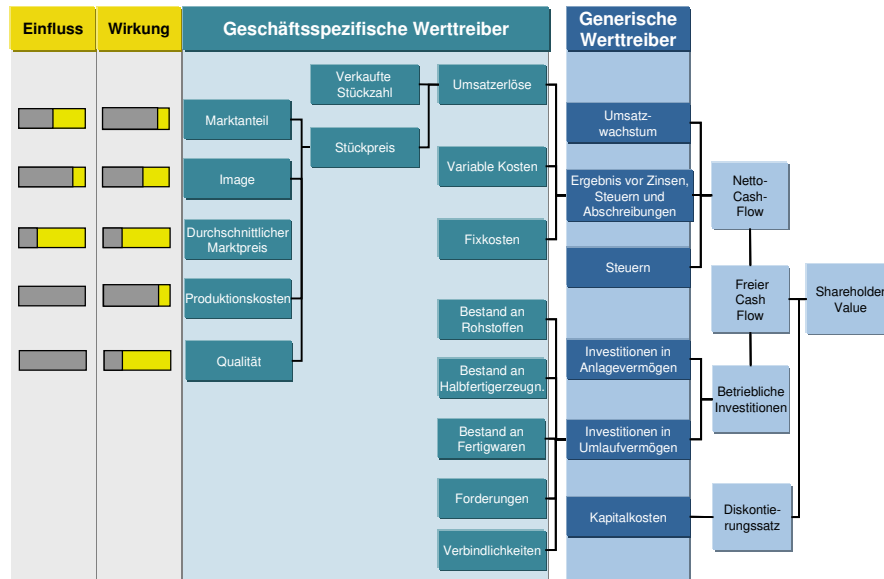 Einfluss
Wirkung
Geschäftsspezifische Werttreiber
Generische
Werttreiber
Verkaufte
Stückzahl
Umsatzerlöse
Marktanteil
Stückpreis
Umsatz-
wachstum
Image
Variable Kosten
Ergebnis vor Zinsen,
Steuern und
Abschreibungen
Netto-
Cash-
Flow
Durchschnittlicher
Marktpreis
Fixkosten
Steuern
Produktionskosten
Bestand an
Rohstoffen
Freier
Cash
Flow
Shareholder
Value
Qualität
Bestand an
Halbfertigerzeugn.
Investitionen in
Anlagevermögen
Betriebliche
Investitionen
Bestand an
Fertigwaren
Investitionen in
Umlaufvermögen
Forderungen
Kapitalkosten
Diskontie-
rungssatz
Verbindlichkeiten